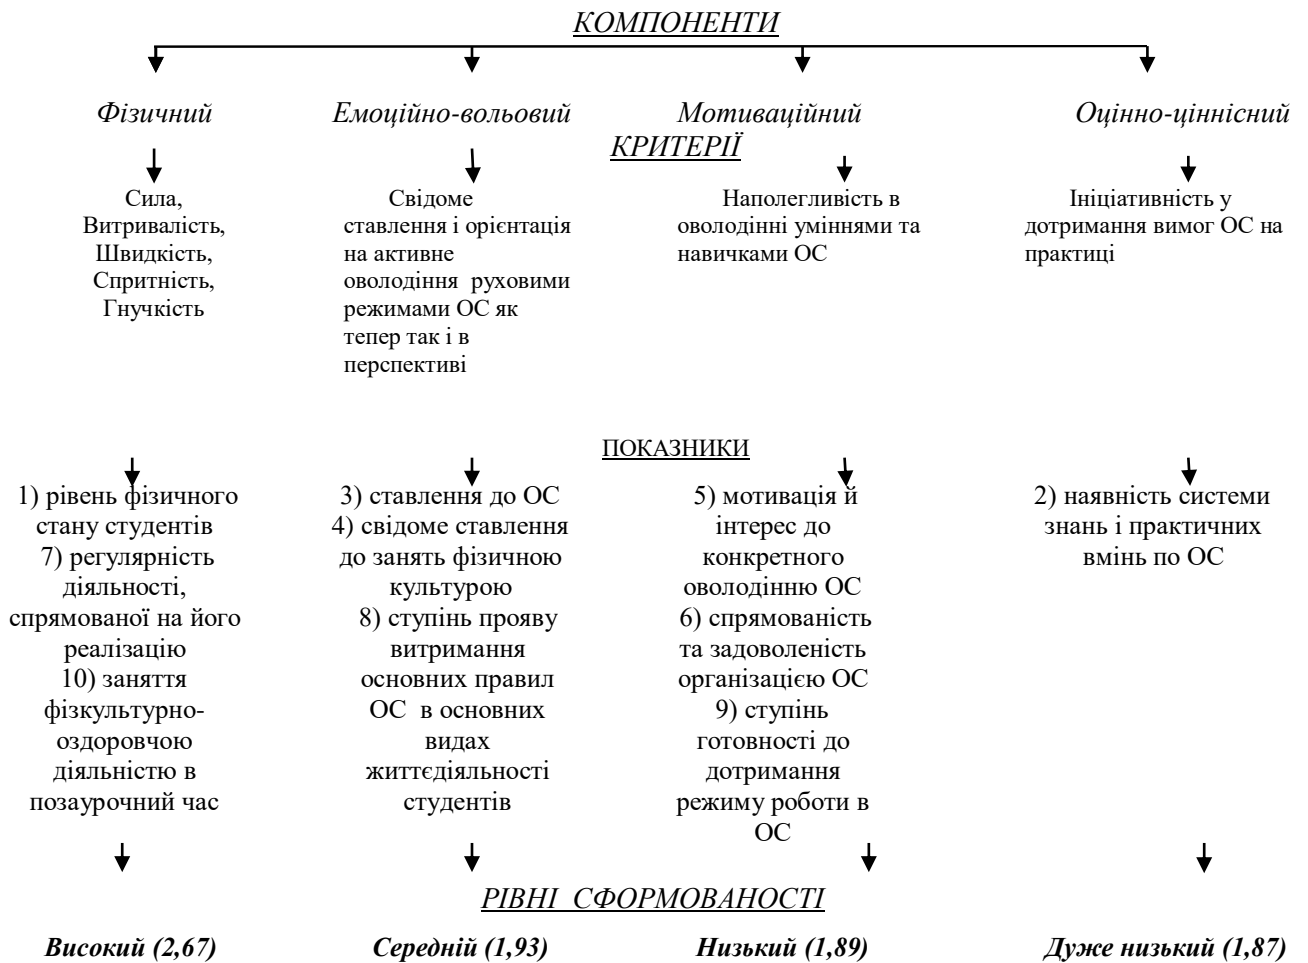 КОМПОНЕНТИ
Фізичний Емоційно-вольовий Мотиваційний Оцінно-ціннісний
КРИТЕРІЇ
Сила,
Витривалість,
Швидкість,
Спритність,
Гнучкість
Свідоме
ставлення і орієнтація
на активне
оволодіння руховими
режимами ОС як
тепер так і в
перспективі
Наполегливість в
оволодінні уміннями та
навичками ОС
Ініціативність у
дотримання вимог ОС на
практиці
ПОКАЗНИКИ
1) рівень фізичного
стану студентів
7) регулярність
діяльності,
спрямованої на його
реалізацію
10) заняття
фізкультурно-
оздоровчою
діяльністю в
позаурочний час
3) ставлення до ОС
4) свідоме ставлення
до занять фізичною
культурою
8) ступінь прояву
витримання
основних правил
ОС в основних
видах
життєдіяльності
студентів
5) мотивація й
інтерес до
конкретного
оволодінню ОС
6) спрямованість
та задоволеність
організацією ОС
9) ступінь
готовності до
дотримання
режиму роботи в
ОС
2) наявність системи
знань і практичних
вмінь по ОС
РІВНІ СФОРМОВАНОСТІ
Високий (2,67) Середній (1,93) Низький (1,89) Дуже низький (1,87)